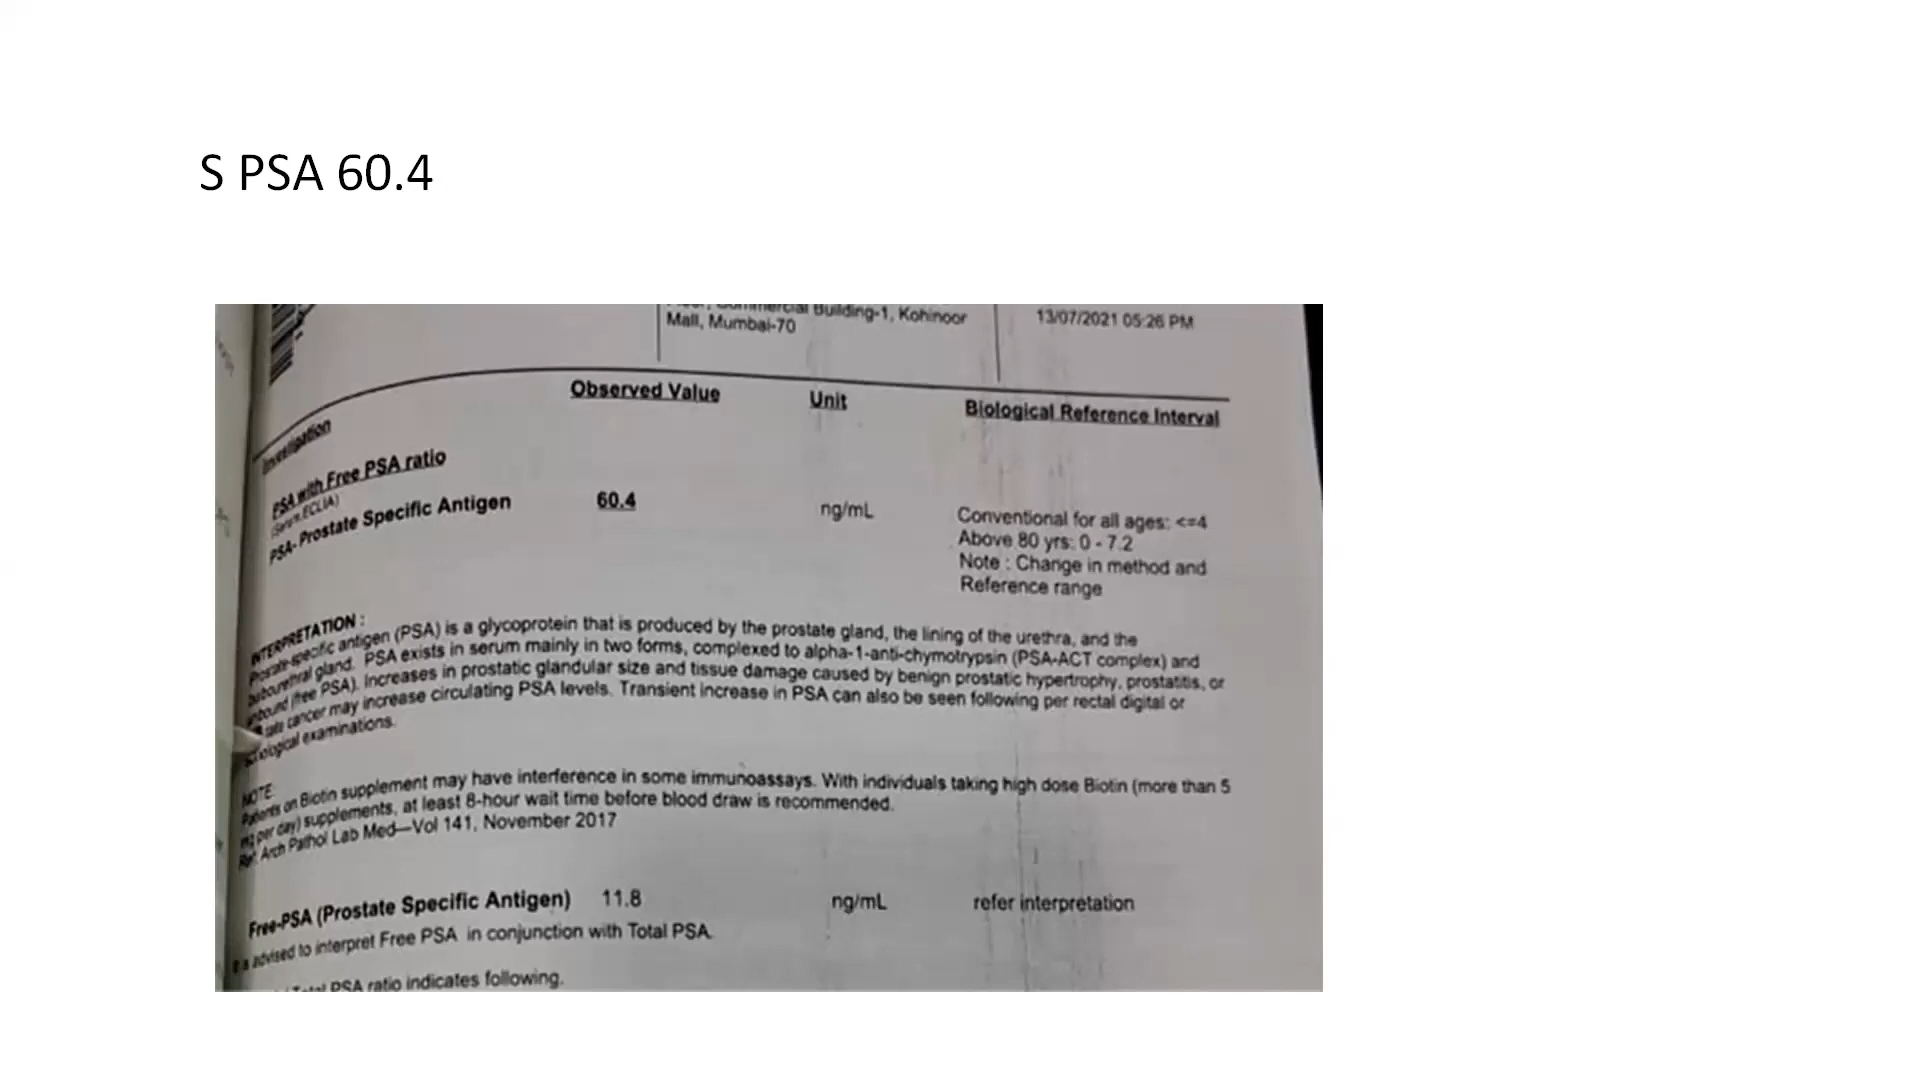 S PSA 60.4
Commercial Building-1, Kohinoor
Mall, Mumbai-70
13/07/2021 05:26 PM
Investigation
Observed Value
Unit
Biological Reference Interval
PSA with Free PSA ratio
(Serum,ECLIA)
PSA- Prostate Specific Antigen
60.4
ng/mL
Conventional for all ages: <=4
Above 80 yrs: 0 - 7.2
Note : Change in method and
Reference range
INTERPRETATION :
Prostate-specific antigen (PSA) is a glycoprotein that is produced by the prostate gland, the lining of the urethra, and the
bulbourethral gland. PSA exists in serum mainly in two forms, complexed to alpha-1-anti-chymotrypsin (PSA-ACT complex) and
unbound (free PSA). Increases in prostatic glandular size and tissue damage caused by benign prostatic hypertrophy, prostatitis, or
cancer may increase circulating PSA levels. Transient increase in PSA can also be seen following per rectal digital or
examinations.
NOTE:
Patients on Biotin supplement may have interference in some immunoassays. With individuals taking high dose Biotin (more than 5
mg per day) supplements, at least 8-hour wait time before blood draw is recommended.
Ref: Arch Pathol Lab Med—Vol 141, November 2017
Free-PSA (Prostate Specific Antigen)
11.8
ng/mL
refer interpretation
is advised to interpret Free PSA in conjunction with Total PSA.
PSA ratio indicates following.